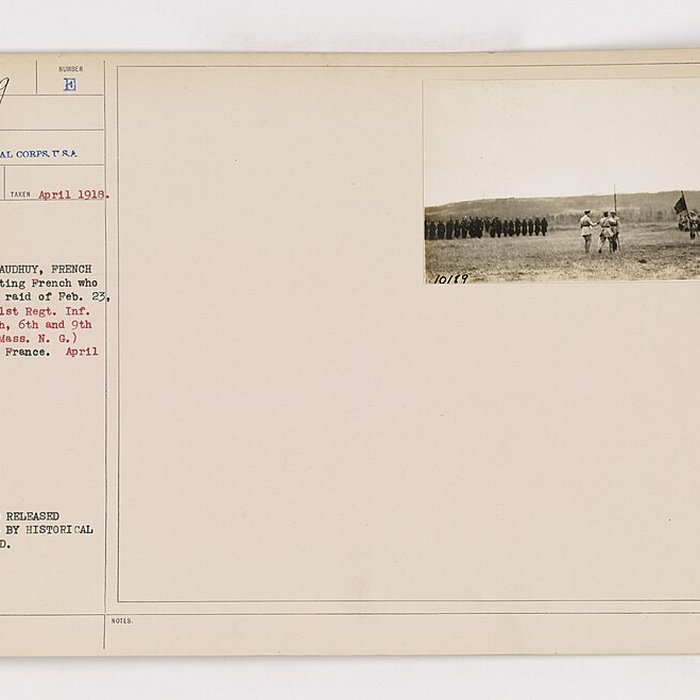 NUMBER
9
E
AL CORPS, U S A
TAKEN April 1918.
AUDHUY, FRENCH
ting French who
raid of Feb. 23,
1st Regt. Inf.
h, 6th and 9th
Mass. N. G.)
France. April
RELEASED
BY HISTORICAL
D.
10189
NOTES: